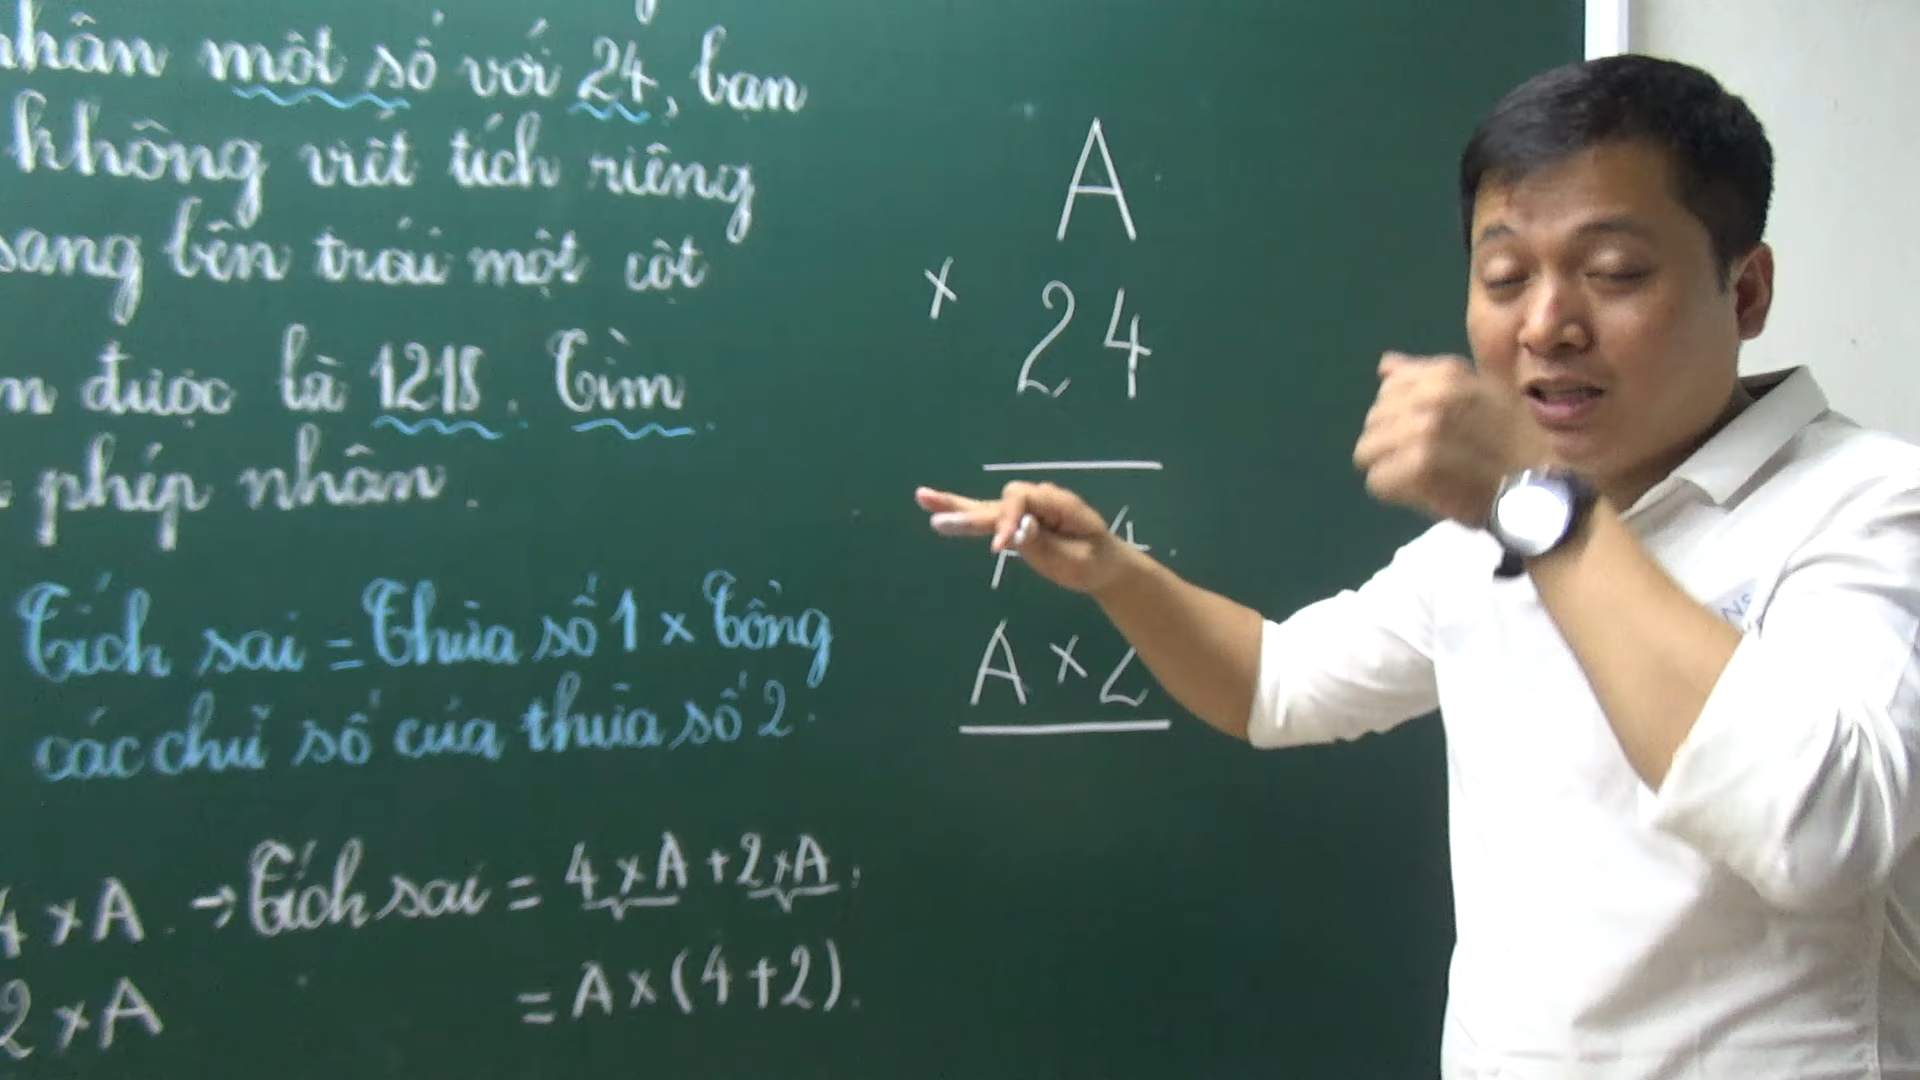 nhân một số với 24, bạn
không viết tích riêng
sang bên trái một cột
được là 1218. Tìm
phép nhân.
Tích sai = Thừa số 1 x Tổng
các chữ số của thừa số 2.
4 x A. → Tích sai = 4 x A + 2 x A.
2 x A
= A x (4 + 2).
A
x
24
4
A x 2